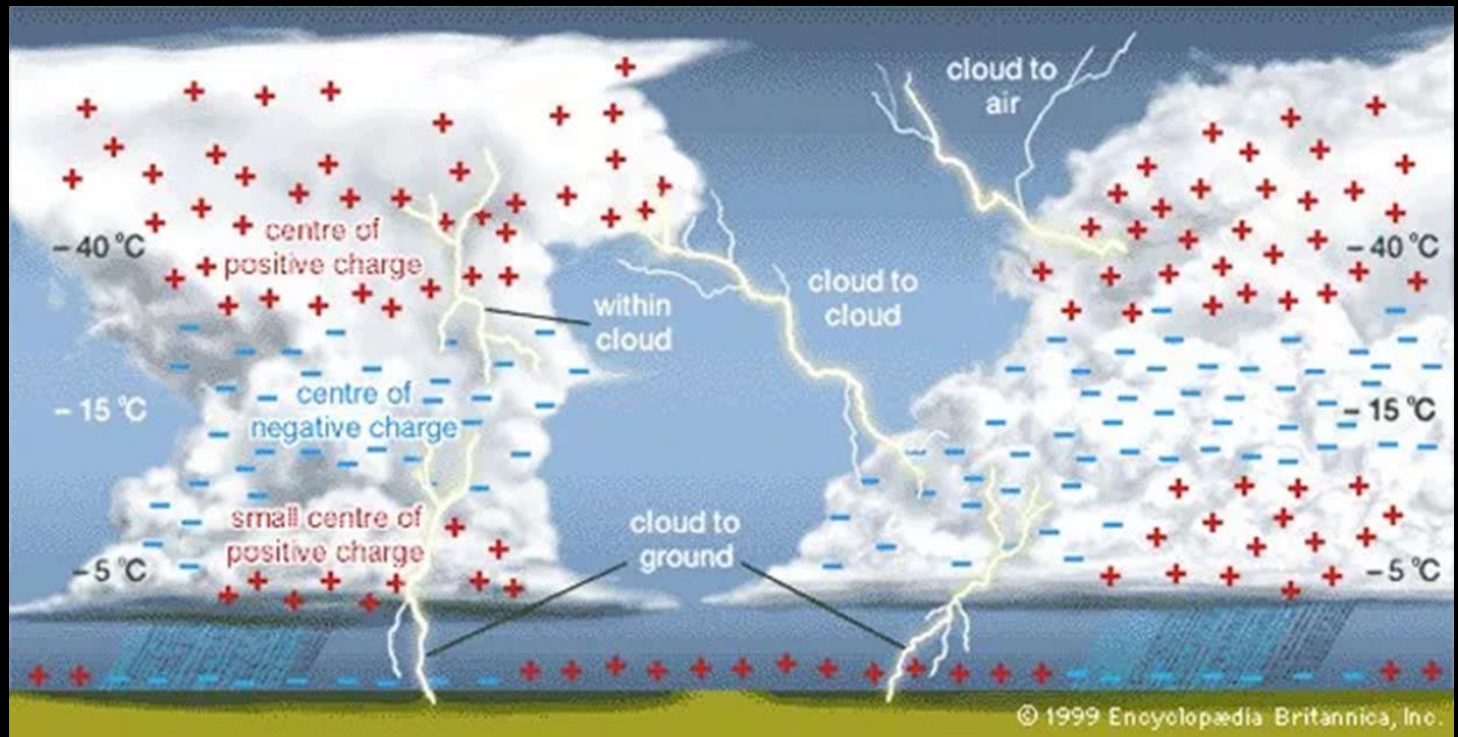 cloud to
air
centre of
positive charge
– 40 °C
– 40 °C
within
cloud
cloud to
cloud
centre of
negative charge
– 15 °C
– 15 °C
small centre of
positive charge
cloud to
ground
– 5 °C
– 5 °C
© 1999 Encyclopædia Britannica, Inc.